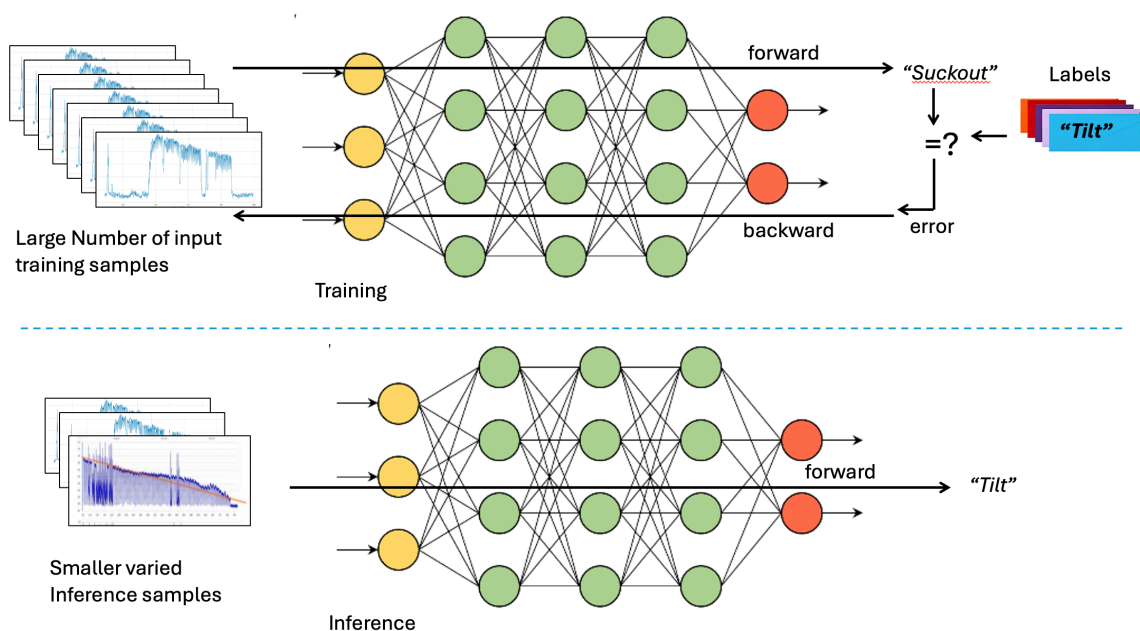 forward
“Suckout”
Labels
“Tilt”
=?
backward
error
Large Number of input
training samples
Training
forward
“Tilt”
Smaller varied
Inference samples
Inference